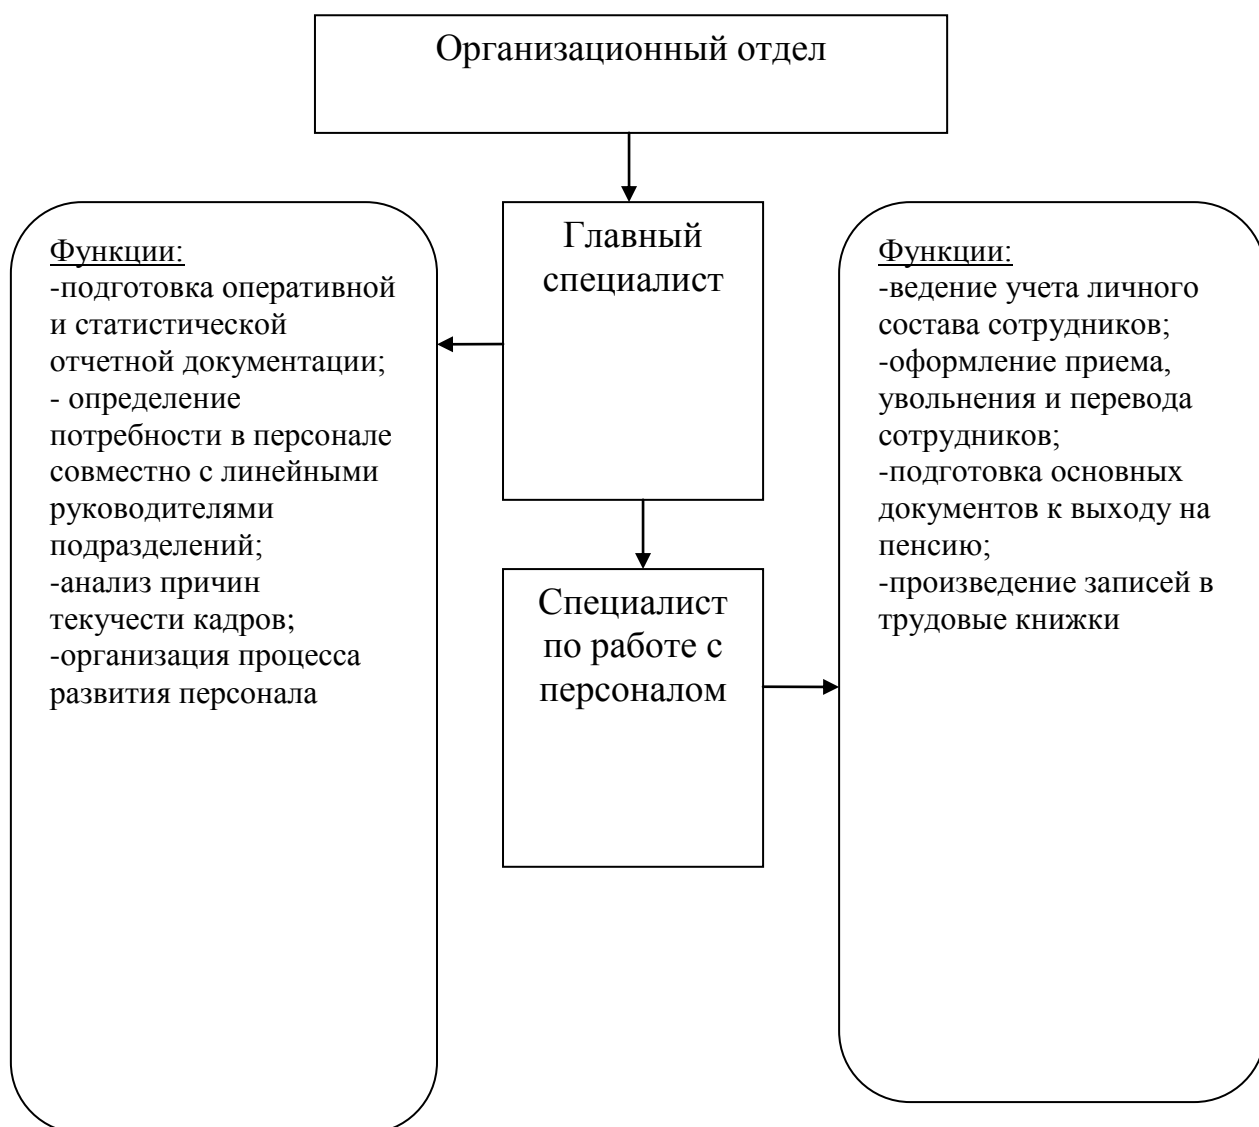 Организационный отдел
Главный
специалист
Функции:
-подготовка оперативной
и статистической
отчетной документации;
- определение
потребности в персонале
совместно с линейными
руководителями
подразделений;
-анализ причин
текучести кадров;
-организация процесса
развития персонала
Специалист
по работе с
персоналом
Функции:
-ведение учета личного
состава сотрудников;
-оформление приема,
увольнения и перевода
сотрудников;
-подготовка основных
документов к выходу на
пенсию;
-произведение записей в
трудовые книжки